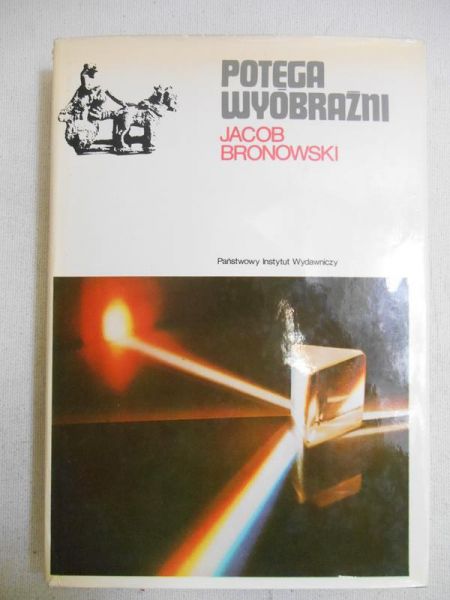 POTĘGA
WYOBRAŹNI
JACOB
BRONOWSKI
Państwowy Instytut Wydawniczy